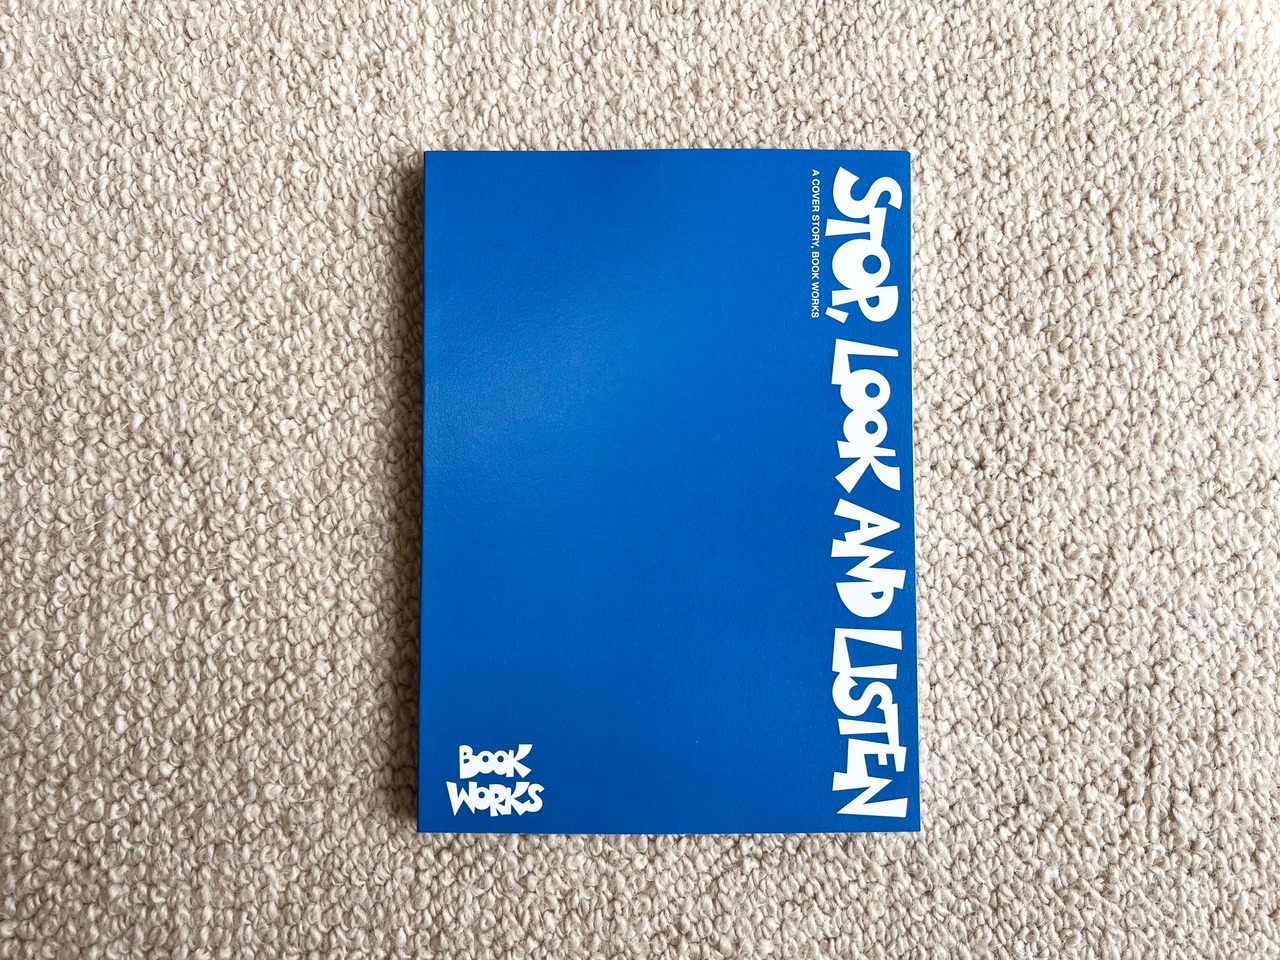 STOP, LOOK AND LISTEN
A COVER STORY, BOOK WORKS
BOOK
WORKS